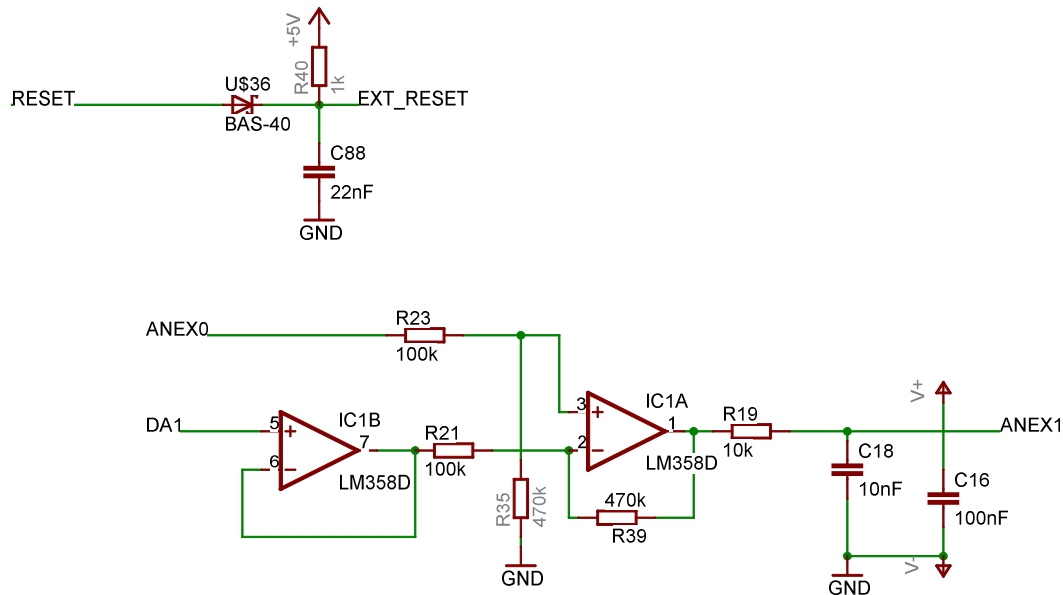 +5V
R40
1k
U$36
RESET
EXT_RESET
BAS-40
C88
22nF
GND
ANEX0
R23
100k
V+
DA1
5
+
IC1B
7
6
−
LM358D
R21
100k
3
+
IC1A
1
2
−
LM358D
R19
10k
ANEX1
C18
10nF
C16
100nF
R35
470k
470k
R39
GND
V-
GND